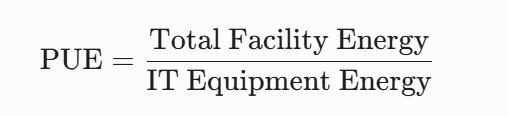 PUE = Total Facility Energy
IT Equipment Energy